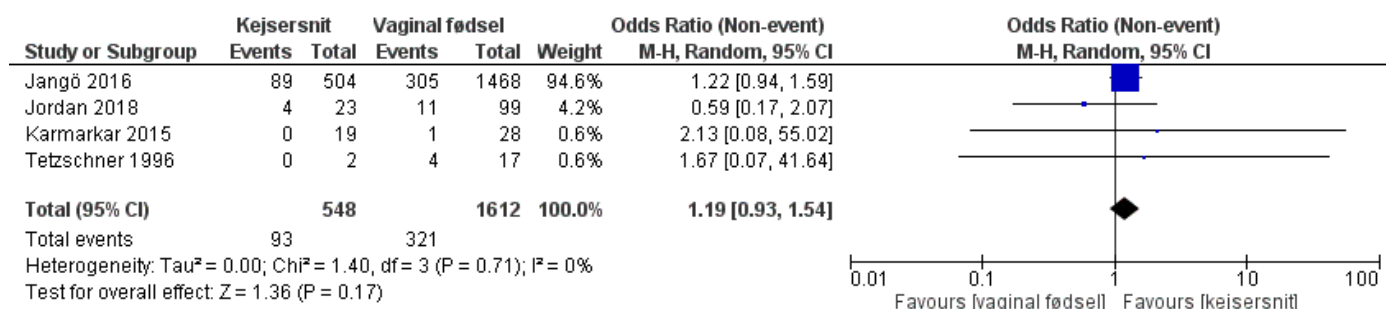 Kejsersnit Vaginal fødsel Odds Ratio (Non-event) Odds Ratio (Non-event)
Study or Subgroup Events Total Events Total Weight M-H, Random, 95% CI M-H, Random, 95% CI
Jangö 2016 89 504 305 1468 94.6% 1.22 [0.94, 1.59]
Jordan 2018 4 23 11 99 4.2% 0.59 [0.17, 2.07]
Karmarkar 2015 0 19 1 28 0.6% 2.13 [0.08, 55.02]
Tetzschner 1996 0 2 4 17 0.6% 1.67 [0.07, 41.64]
Total (95% CI) 548 1612 100.0% 1.19 [0.93, 1.54]
Total events 93 321
Heterogeneity: Tau² = 0.00; Chi² = 1.40, df = 3 (P = 0.71); I² = 0%
Test for overall effect: Z = 1.36 (P = 0.17)
0.01 0.1 1 10 100
Favours [vaginal fødsel] Favours [kejsersnit]